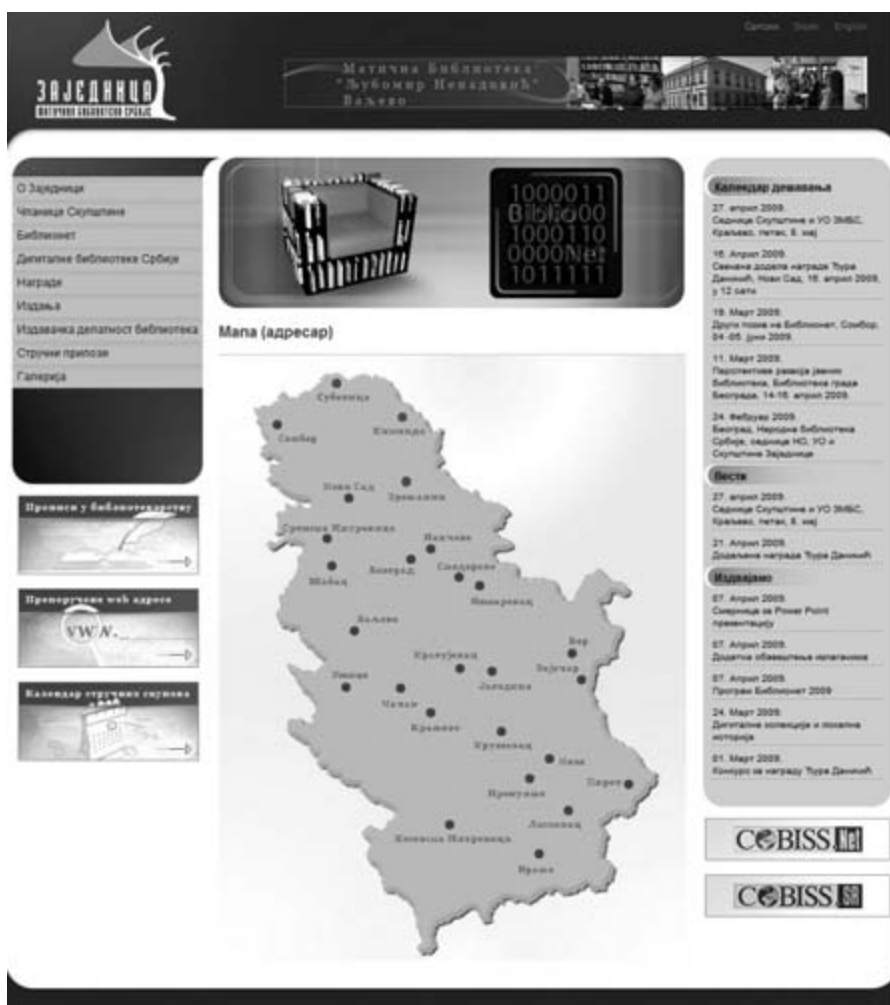 Српски Srpski English
ЗАЈЕДНИЦА
МАТИЧНИХ БИБЛИОТЕКА СРБИЈЕ
Матична Библиотека
"Љубомир Ненадовић"
Ваљево
О Заједници
Чланице Скупштине
Библионет
Дигиталне библиотеке Србије
Награде
Издања
Издавачка делатност библиотека
Стручни прилози
Галерија
Прописи у библиотекарству
Препоручене web адресе
WWW...
Календар стручних скупова
1000011
Biblio00
1000110
0000Net
1011111
Мапа (адресар)
Суботица
Кикинда
Сомбор
Нови Сад
Зрењанин
Сремска Митровица
Панчево
Шабац
Београд
Смедерево
Пожаревац
Ваљево
Бор
Крагујевац
Зајечар
Ужице
Јагодина
Чачак
Краљево
Крушевац
Ниш
Прокупље
Пирот
Лесковац
Косовска Митровица
Врање
Календар дешавања
27. април 2009.
Седница Скупштине и УО ЗМБС,
Краљево, петак, 8. мај
16. Април 2009.
Свечана додела награде Ђура
Даничић, Нови Сад, 16. април 2009,
у 12 сати
19. Март 2009.
Други позив на Библионет, Сомбор,
04.-05. јуни 2009.
11. Март 2009.
Перспективе развоја јавних
библиотека, Библиотека града
Београда, 14-15. април 2009.
24. Фебруар 2009.
Београд, Народна библиотека
Србије, седнице НО, УО и
Скупштине Заједнице
Вести
27. април 2009.
Седница Скупштине и УО ЗМБС,
Краљево, петак, 8. мај
21. Април 2009.
Додељена награда Ђура Даничић
Издвајамо
07. Април 2009.
Смернице за Power Point
презентацију
07. Април 2009.
Додатна обавештења излагачима
07. Април 2009.
Програм Библионет 2009
24. Март 2009.
Дигиталне колекције и локална
историја
01. Март 2009.
Конкурс за награду Ђура Даничић
COBISS.Net
COBISS.SR